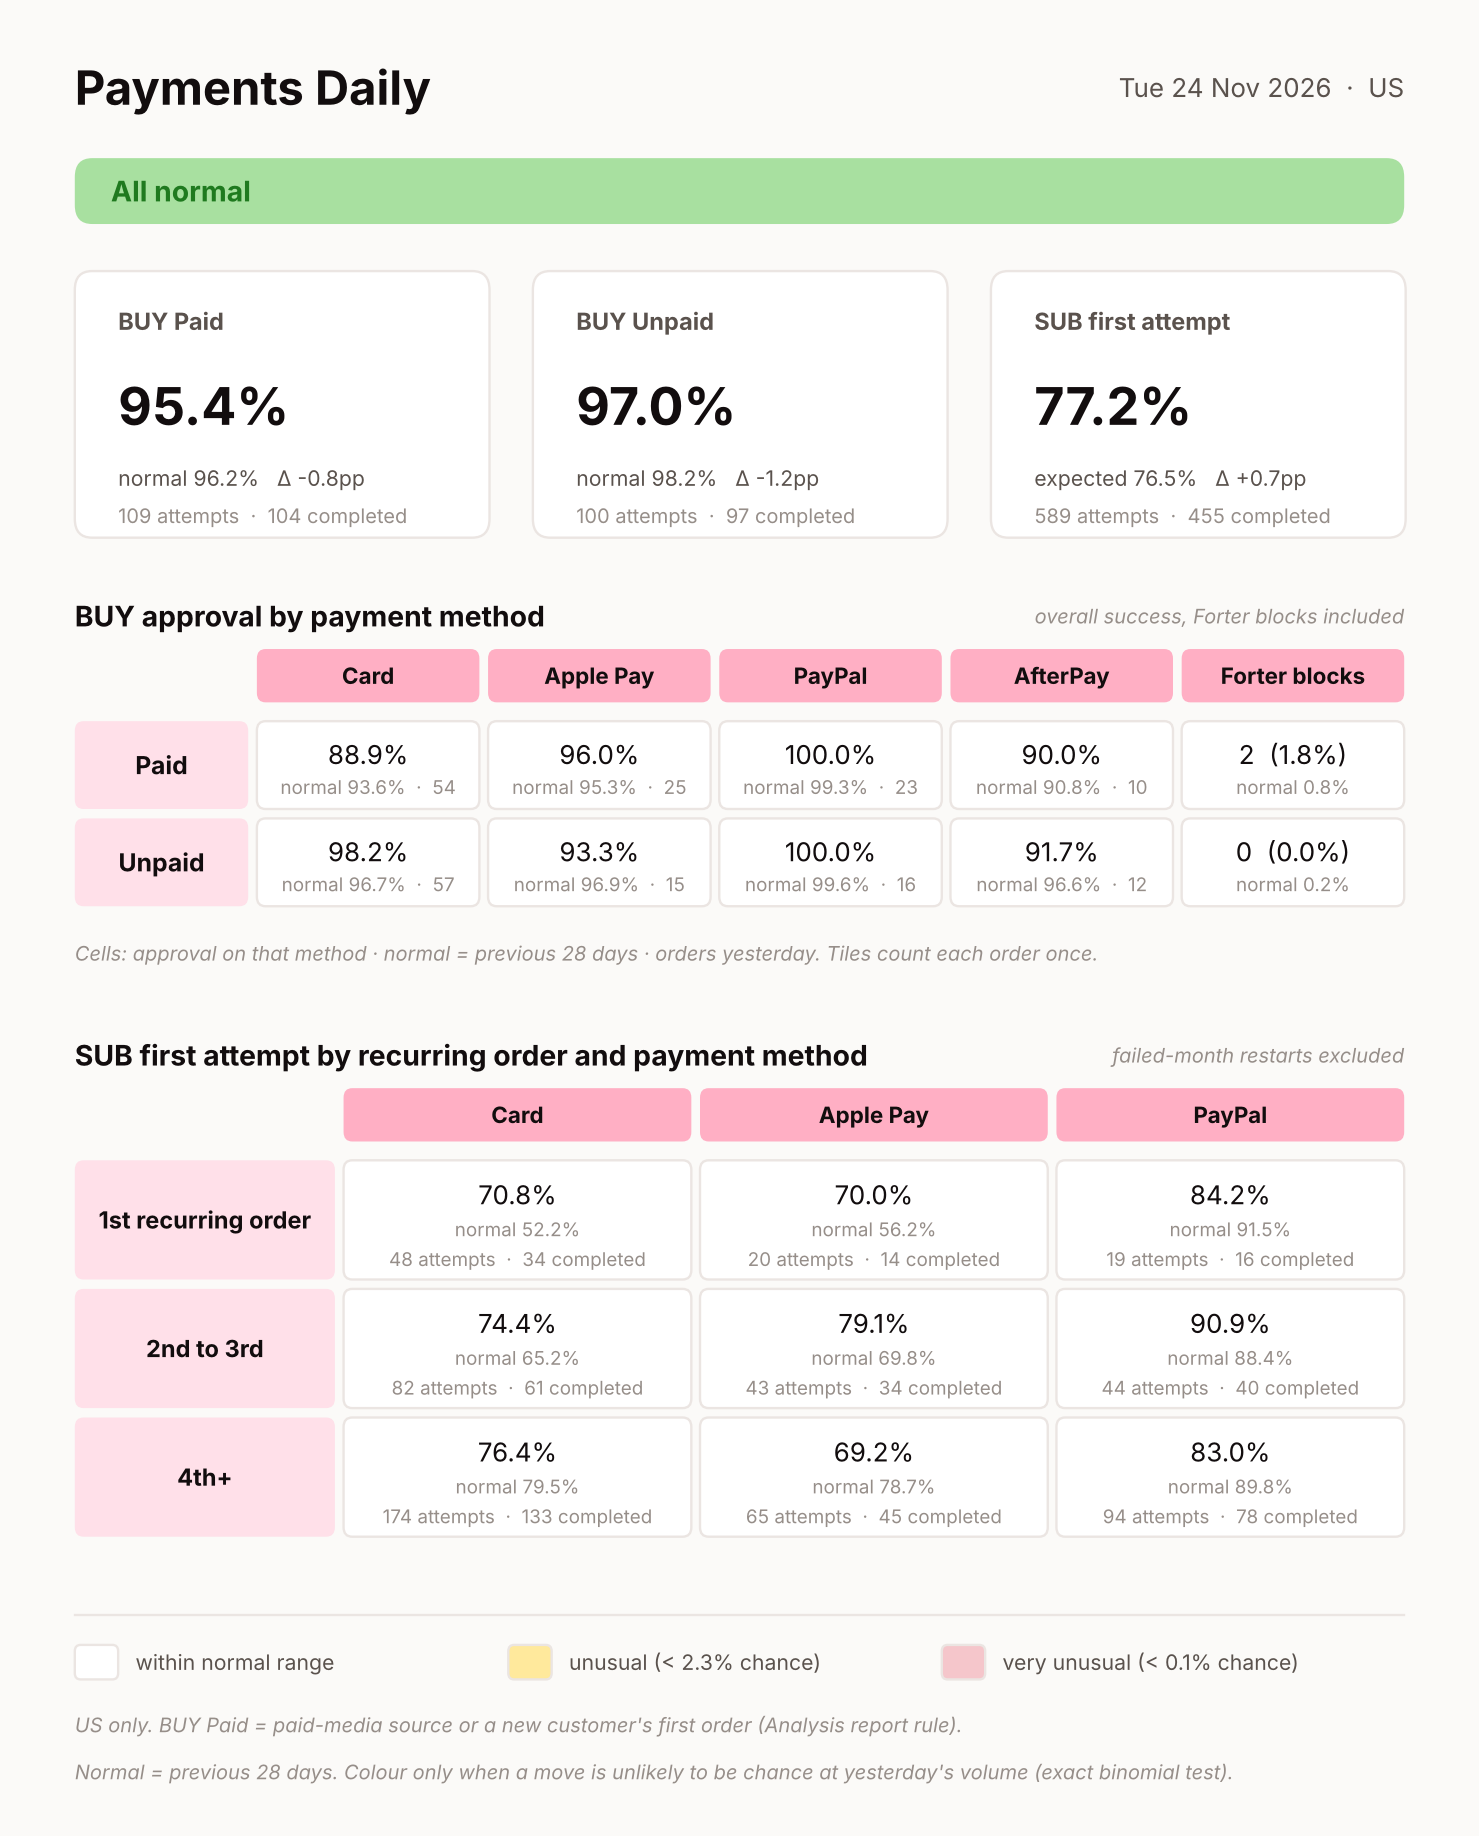 Payments Daily
Tue 24 Nov 2026 · US
All normal
BUY Paid
95.4%
normal 96.2% Δ -0.8pp
109 attempts · 104 completed
BUY Unpaid
97.0%
normal 98.2% Δ -1.2pp
100 attempts · 97 completed
SUB first attempt
77.2%
expected 76.5% Δ +0.7pp
589 attempts · 455 completed
BUY approval by payment method
overall success, Forter blocks included
Card Apple Pay PayPal AfterPay Forter blocks
Paid
88.9% 96.0% 100.0% 90.0% 2 (1.8%)
normal 93.6% · 54 normal 95.3% · 25 normal 99.3% · 23 normal 90.8% · 10 normal 0.8%
Unpaid
98.2% 93.3% 100.0% 91.7% 0 (0.0%)
normal 96.7% · 57 normal 96.9% · 15 normal 99.6% · 16 normal 96.6% · 12 normal 0.2%
Cells: approval on that method · normal = previous 28 days · orders yesterday. Tiles count each order once.
SUB first attempt by recurring order and payment method
failed-month restarts excluded
Card Apple Pay PayPal
1st recurring order
70.8% 70.0% 84.2%
normal 52.2% normal 56.2% normal 91.5%
48 attempts · 34 completed 20 attempts · 14 completed 19 attempts · 16 completed
2nd to 3rd
74.4% 79.1% 90.9%
normal 65.2% normal 69.8% normal 88.4%
82 attempts · 61 completed 43 attempts · 34 completed 44 attempts · 40 completed
4th+
76.4% 69.2% 83.0%
normal 79.5% normal 78.7% normal 89.8%
174 attempts · 133 completed 65 attempts · 45 completed 94 attempts · 78 completed
within normal range
unusual (< 2.3% chance)
very unusual (< 0.1% chance)
US only. BUY Paid = paid-media source or a new customer's first order (Analysis report rule).
Normal = previous 28 days. Colour only when a move is unlikely to be chance at yesterday's volume (exact binomial test).